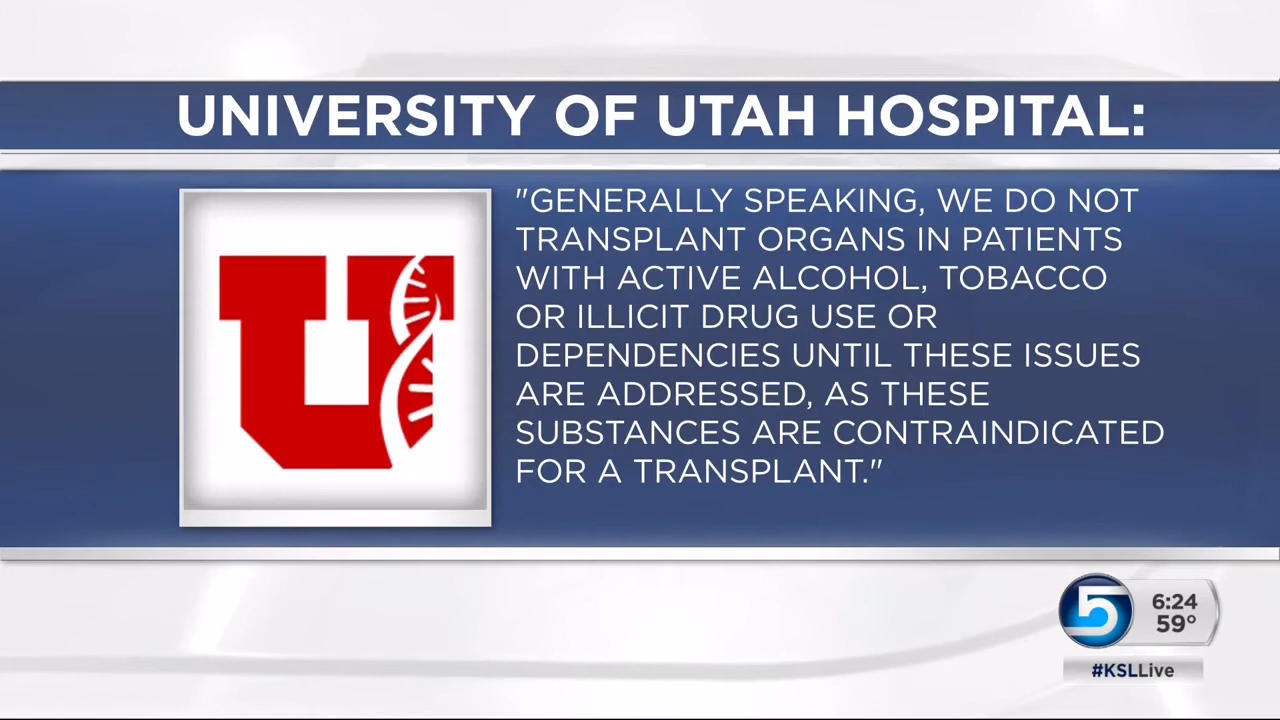 UNIVERSITY OF UTAH HOSPITAL:
"GENERALLY SPEAKING, WE DO NOT
TRANSPLANT ORGANS IN PATIENTS
WITH ACTIVE ALCOHOL, TOBACCO
OR ILLICIT DRUG USE OR
DEPENDENCIES UNTIL THESE ISSUES
ARE ADDRESSED, AS THESE
SUBSTANCES ARE CONTRAINDICATED
FOR A TRANSPLANT."
U
5
6:24
59°
#KSLLive